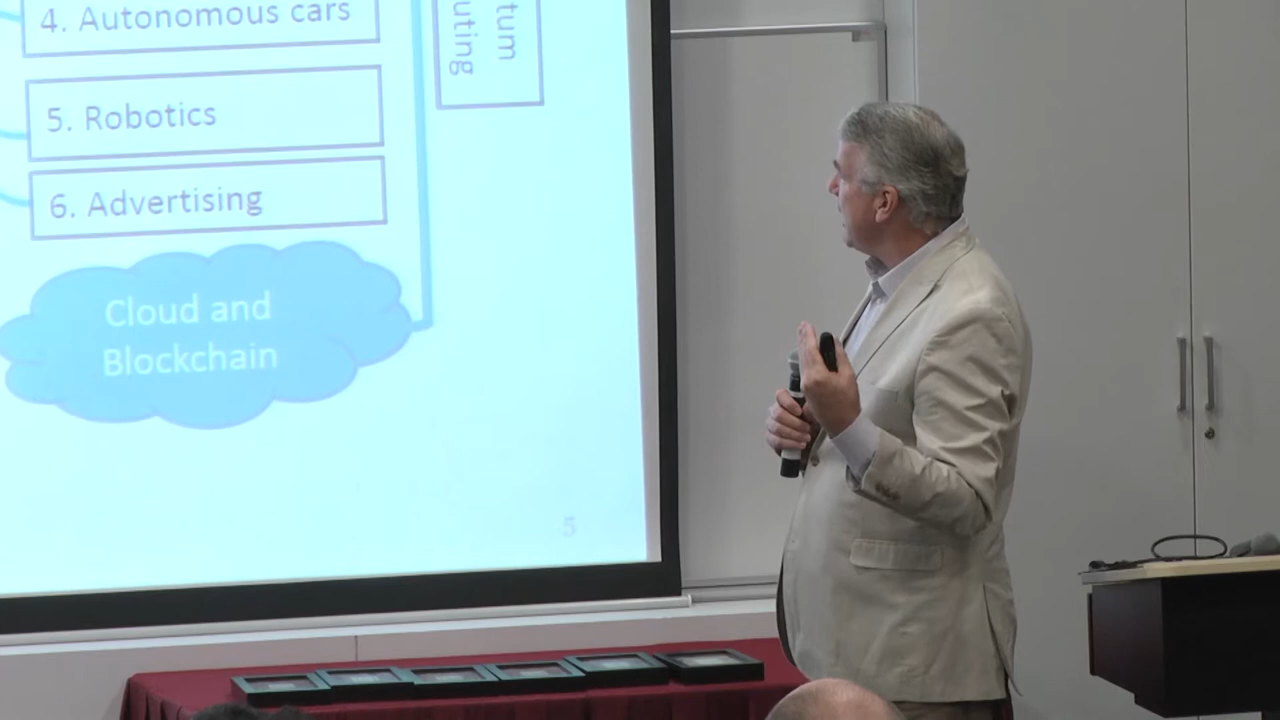 4. Autonomous cars
tum
uting
5. Robotics
6. Advertising
Cloud and
Blockchain
5